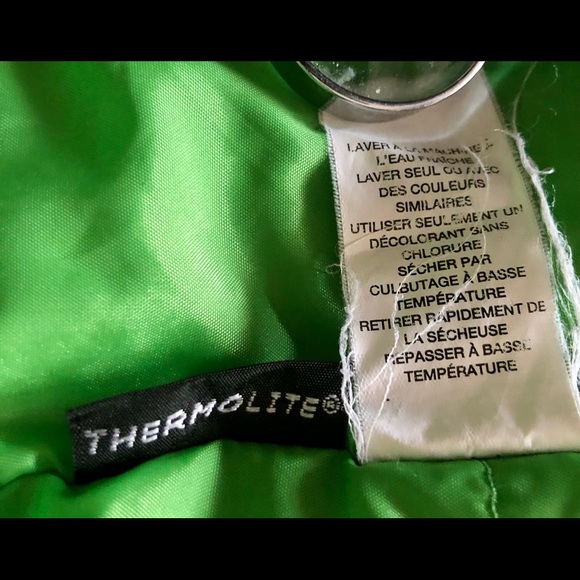 LAVER À LA MACHINE À
L'EAU FRAÎCHE
LAVER SEUL OU AVEC
DES COULEURS
SIMILAIRES
UTILISER SEULEMENT UN
DÉCOLORANT SANS
CHLORURE
SÉCHER PAR
CULBUTAGE À BASSE
TEMPÉRATURE
RETIRER RAPIDEMENT DE
LA SÉCHEUSE
REPASSER À BASSE
TEMPÉRATURE
THERMOLITE®